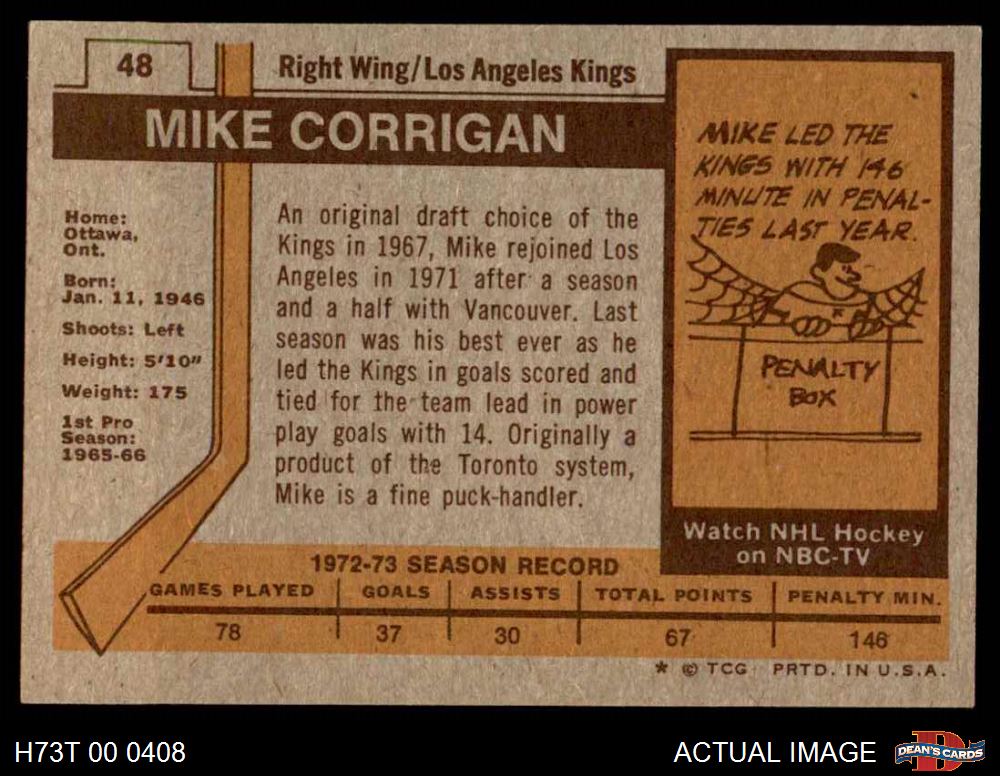 48
Right Wing/Los Angeles Kings
MIKE CORRIGAN
Home:
Ottawa,
Ont.
Born:
Jan. 11, 1946
Shoots: Left
Height: 5'10"
Weight: 175
1st Pro
Season:
1965-66
An original draft choice of the
Kings in 1967, Mike rejoined Los
Angeles in 1971 after a season
and a half with Vancouver. Last
season was his best ever as he
led the Kings in goals scored and
tied for the team lead in power
play goals with 14. Originally a
product of the Toronto system,
Mike is a fine puck-handler.
MIKE LED THE
KINGS WITH 146
MINUTE IN PENAL-
TIES LAST YEAR.
PENALTY
BOX
Watch NHL Hockey
on NBC-TV
1972-73 SEASON RECORD
GAMES PLAYED GOALS ASSISTS TOTAL POINTS PENALTY MIN.
78 37 30 67 146
* © TCG PRTD. IN U.S.A.
H73T 00 0408
ACTUAL IMAGE
DEAN'S CARDS